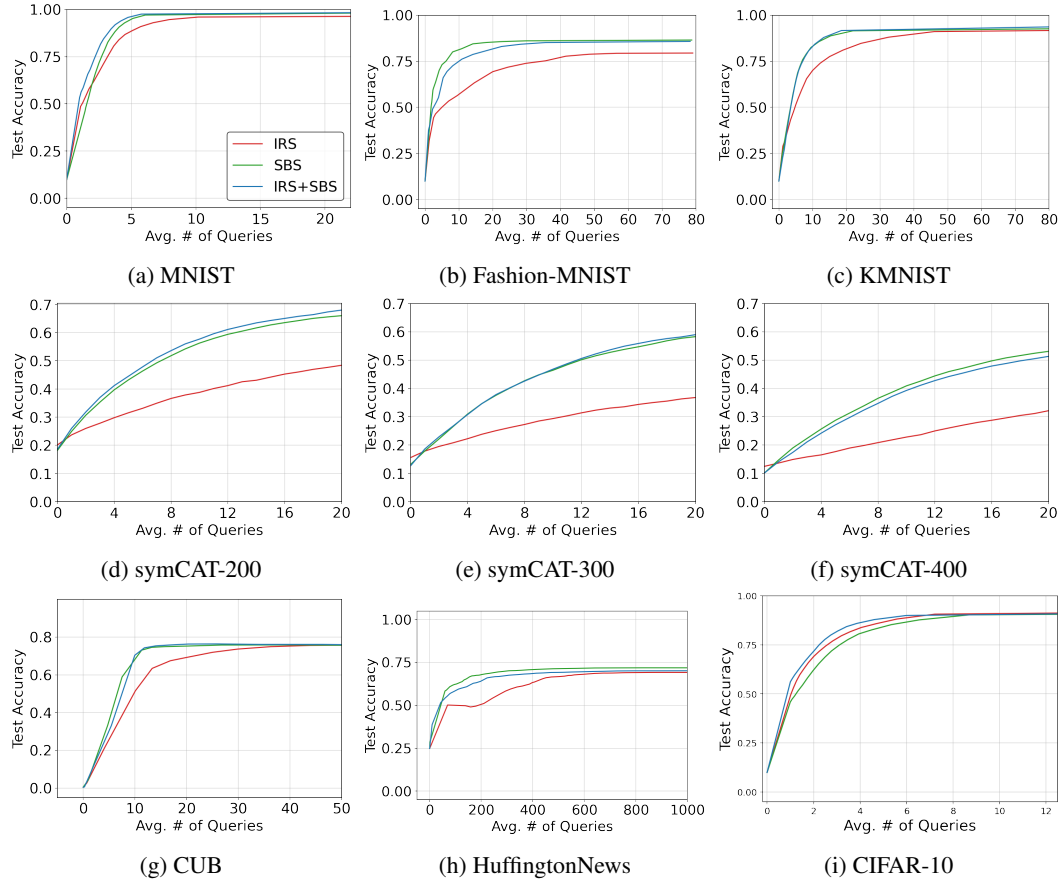 1.00
0.75
0.50
0.25
0.00
Test Accuracy
IRS
SBS
IRS+SBS
0 5 10 15 20
Avg. # of Queries
(a) MNIST
1.00
0.75
0.50
0.25
0.00
Test Accuracy
0 10 20 30 40 50 60 70 80
Avg. # of Queries
(b) Fashion-MNIST
1.00
0.75
0.50
0.25
0.00
Test Accuracy
0 10 20 30 40 50 60 70 80
Avg. # of Queries
(c) KMNIST
0.7
0.6
0.5
0.4
0.3
0.2
0.1
0.0
Test Accuracy
0 4 8 12 16 20
Avg. # of Queries
(d) symCAT-200
0.7
0.6
0.5
0.4
0.3
0.2
0.1
0.0
Test Accuracy
0 4 8 12 16 20
Avg. # of Queries
(e) symCAT-300
0.7
0.6
0.5
0.4
0.3
0.2
0.1
0.0
Test Accuracy
0 4 8 12 16 20
Avg. # of Queries
(f) symCAT-400
0.8
0.6
0.4
0.2
0.0
Test Accuracy
0 10 20 30 40 50
Avg. # of Queries
(g) CUB
1.00
0.75
0.50
0.25
0.00
Test Accuracy
0 200 400 600 800 1000
Avg. # of Queries
(h) HuffingtonNews
1.00
0.75
0.50
0.25
0.00
Test Accuracy
0 2 4 6 8 10 12
Avg. # of Queries
(i) CIFAR-10